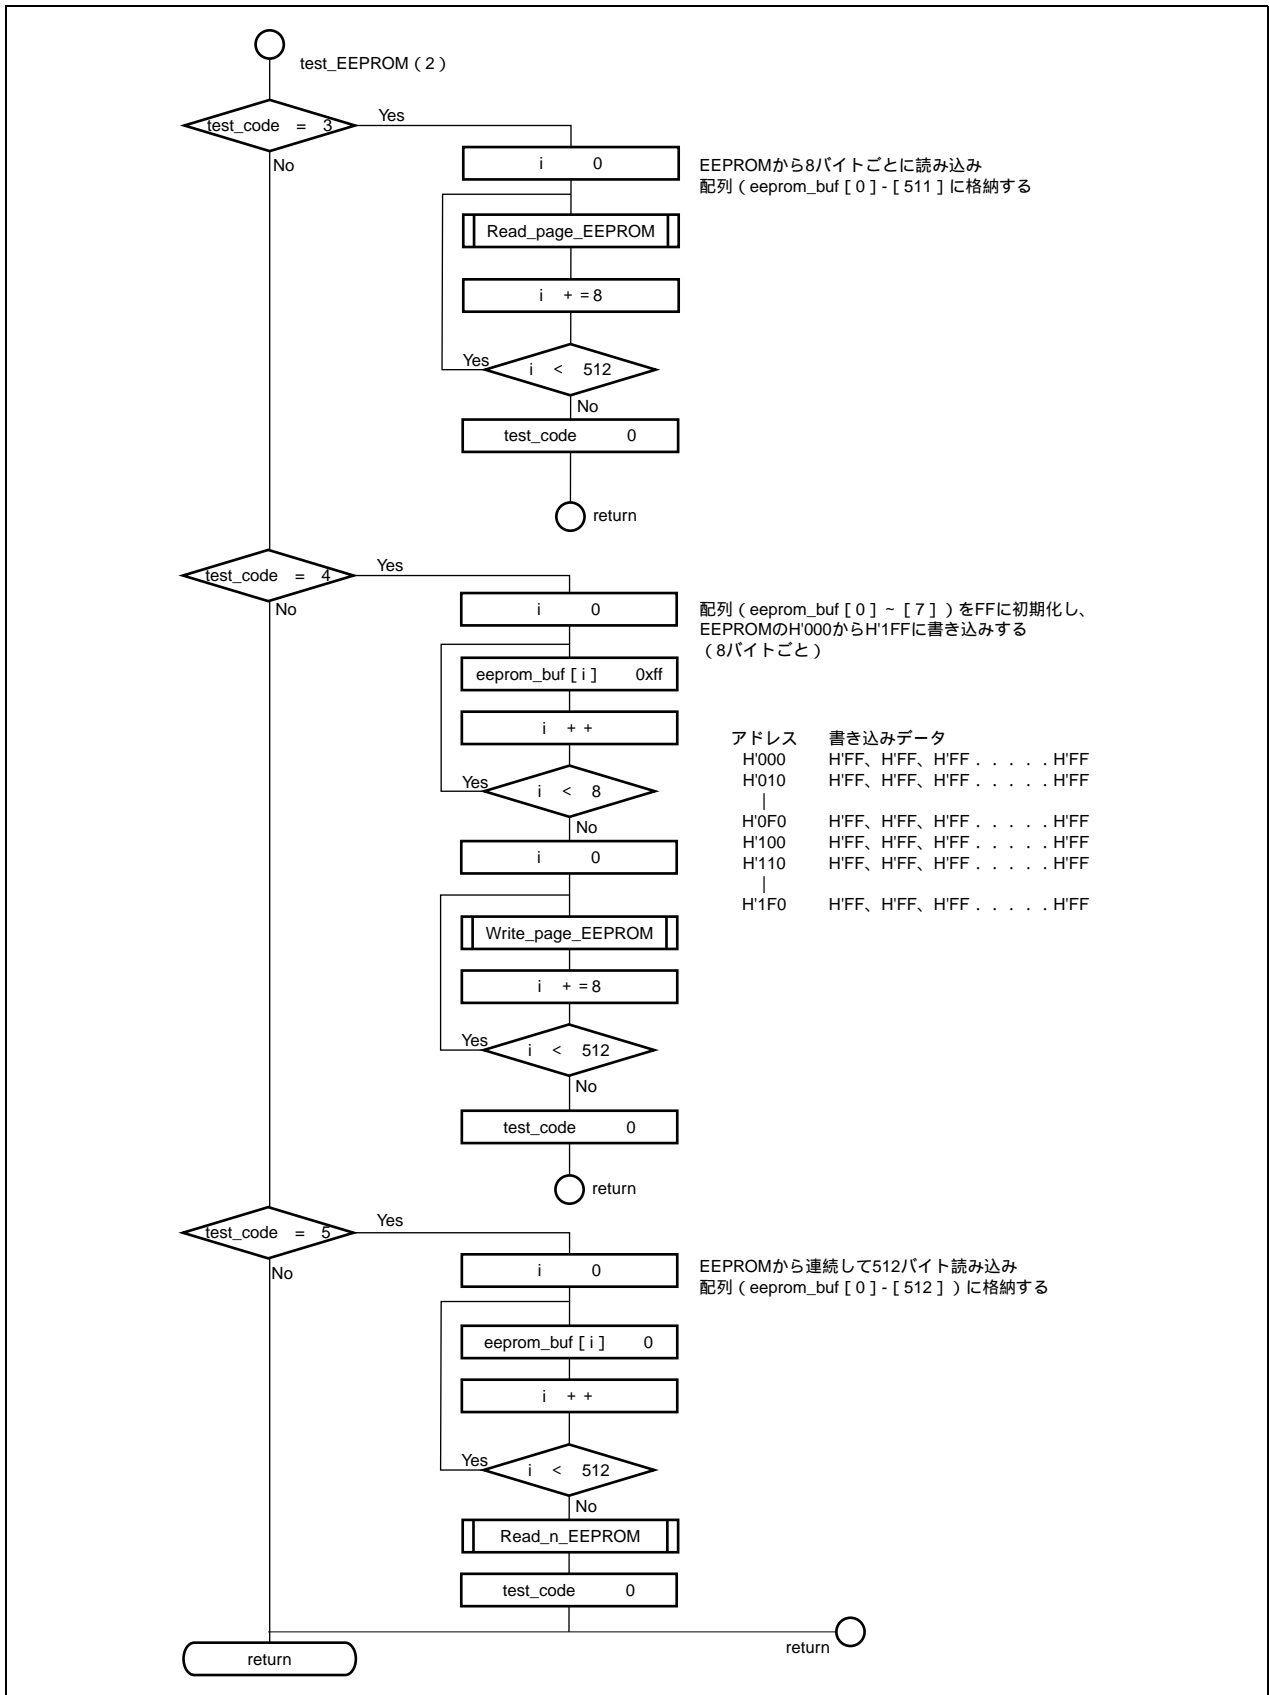 test_EEPROM ( 2 )
test_code = 3
Yes
No
i 0
EEPROMから8バイトごとに読み込み
配列 ( eeprom_buf [ 0 ] - [ 511 ] に格納する
Read_page_EEPROM
i + = 8
Yes
i < 512
No
test_code 0
return
test_code = 4
Yes
No
i 0
配列 ( eeprom_buf [ 0 ] ~ [ 7 ] ) をFFに初期化し、
EEPROMのH'000からH'1FFに書き込みする
( 8バイトごと )
eeprom_buf [ i ] 0xff
i + +
Yes
i < 8
No
アドレス 書き込みデータ
H'000 H'FF、H'FF、H'FF . . . . . H'FF
H'010 H'FF、H'FF、H'FF . . . . . H'FF
|
H'0F0 H'FF、H'FF、H'FF . . . . . H'FF
H'100 H'FF、H'FF、H'FF . . . . . H'FF
H'110 H'FF、H'FF、H'FF . . . . . H'FF
|
H'1F0 H'FF、H'FF、H'FF . . . . . H'FF
i 0
Write_page_EEPROM
i + = 8
Yes
i < 512
No
test_code 0
return
test_code = 5
Yes
No
i 0
EEPROMから連続して512バイト読み込み
配列 ( eeprom_buf [ 0 ] - [ 512 ] ) に格納する
eeprom_buf [ i ] 0
i + +
Yes
i < 512
No
Read_n_EEPROM
test_code 0
return
return